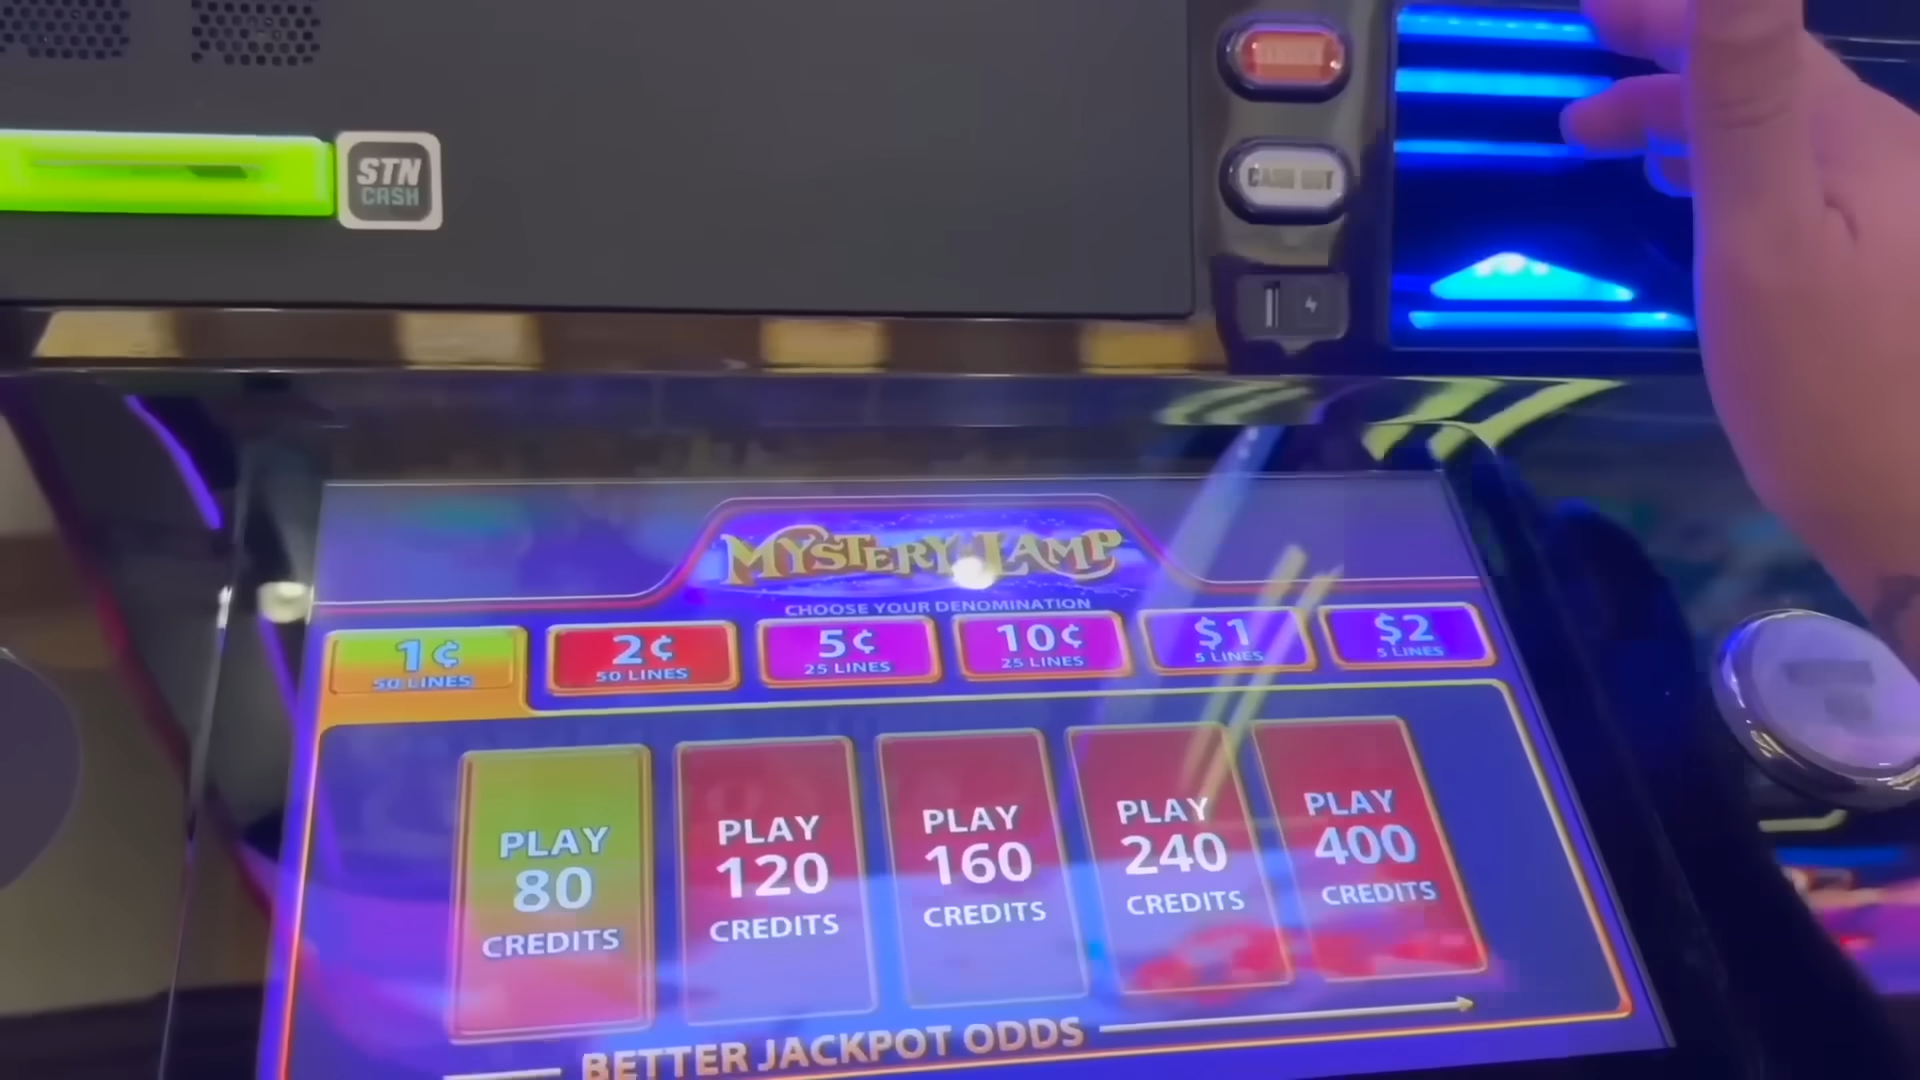 STN
CASH
CASH OUT
MYSTERY LAMP
CHOOSE YOUR DENOMINATION
1¢
50 LINES
2¢
50 LINES
5¢
25 LINES
10¢
25 LINES
$1
5 LINES
$2
5 LINES
PLAY
80
CREDITS
PLAY
120
CREDITS
PLAY
160
CREDITS
PLAY
240
CREDITS
PLAY
400
CREDITS
BETTER JACKPOT ODDS